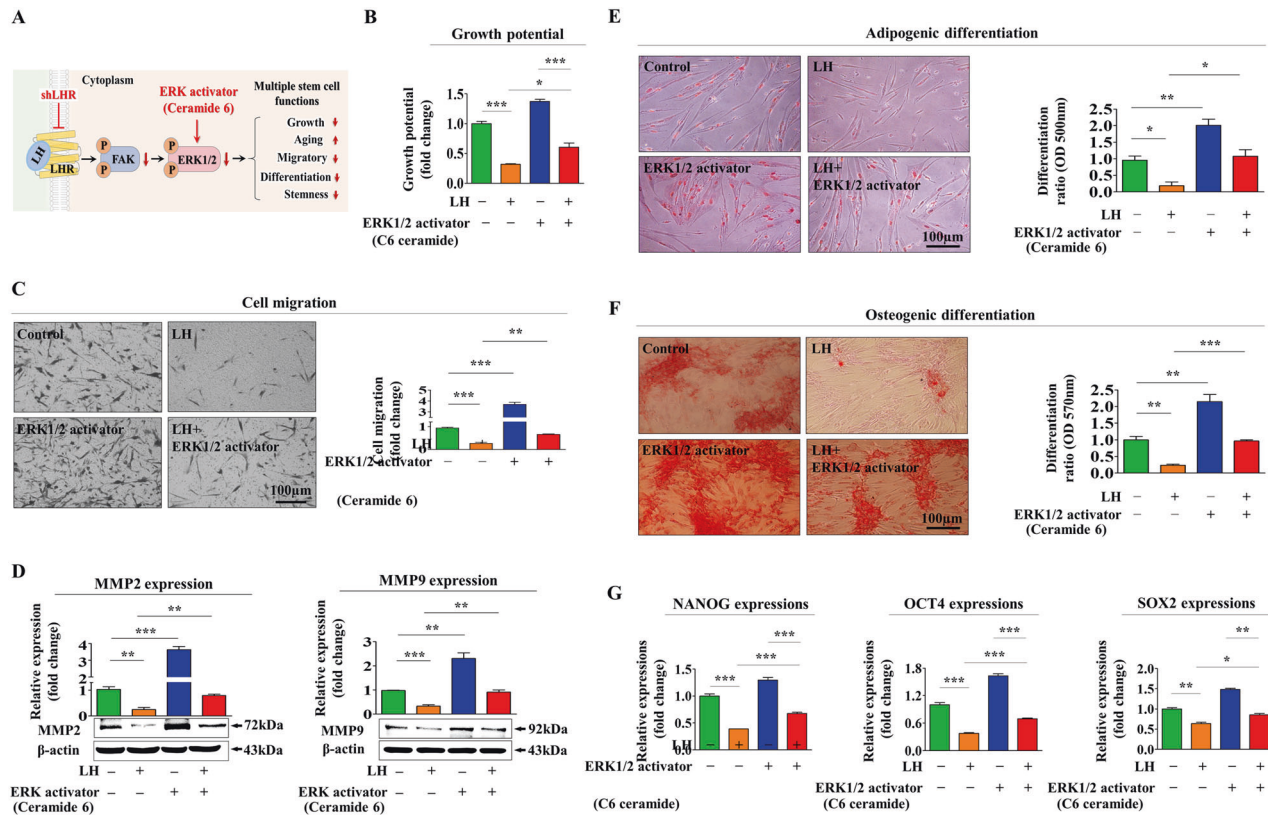 A
Cytoplasm
shLHR
ERK activator
(Ceramide 6)
Multiple stem cell
functions
Growth
Aging
Migratory
Differentiation
Stemness
LH
LHR
P
P
FAK
P
P
ERK1/2
B
Growth potential
Growth potential
(fold change)
1.5
1.0
0.5
0.0
***
*
***
LH
− + − +
ERK1/2 activator
− − + +
(C6 ceramide)
C
Cell migration
Control
LH
ERK1/2 activator
LH+
ERK1/2 activator
100μm
Cell migration
(fold change)
5
4
3
2
1
0
***
***
**
LH
− + − +
ERK1/2 activator
− − + +
(Ceramide 6)
D
MMP2 expression
Relative expression
(fold change)
4
3
2
1
0
**
***
**
MMP2
72kDa
β-actin
43kDa
LH
− + − +
ERK activator
− − + +
(Ceramide 6)
MMP9 expression
Relative expression
(fold change)
3
2
1
0
***
**
**
MMP9
92kDa
β-actin
43kDa
LH
− + − +
ERK activator
− − + +
(Ceramide 6)
E
Adipogenic differentiation
Control
LH
ERK1/2 activator
LH+
ERK1/2 activator
100μm
Differentiation
ratio (OD 500nm)
2.5
2.0
1.5
1.0
0.5
0.0
*
**
*
LH
− + − +
ERK1/2 activator
− − + +
(Ceramide 6)
F
Osteogenic differentiation
Control
LH
ERK1/2 activator
LH+
ERK1/2 activator
100μm
Differentiation
ratio (OD 570nm)
2.5
2.0
1.5
1.0
0.5
0.0
**
**
***
LH
− + − +
ERK1/2 activator
− − + +
(Ceramide 6)
G
NANOG expressions
Relative expressions
(fold change)
1.5
1.0
0.5
0.0
***
***
***
LH
− + − +
ERK1/2 activator
− − + +
(C6 ceramide)
OCT4 expressions
Relative expressions
(fold change)
1.8
1.2
0.6
0.0
***
***
***
LH
− + − +
ERK1/2 activator
− − + +
(C6 ceramide)
SOX2 expressions
Relative expressions
(fold change)
2.0
1.5
1.0
0.5
0.0
**
*
**
LH
− + − +
ERK1/2 activator
− − + +
(C6 ceramide)